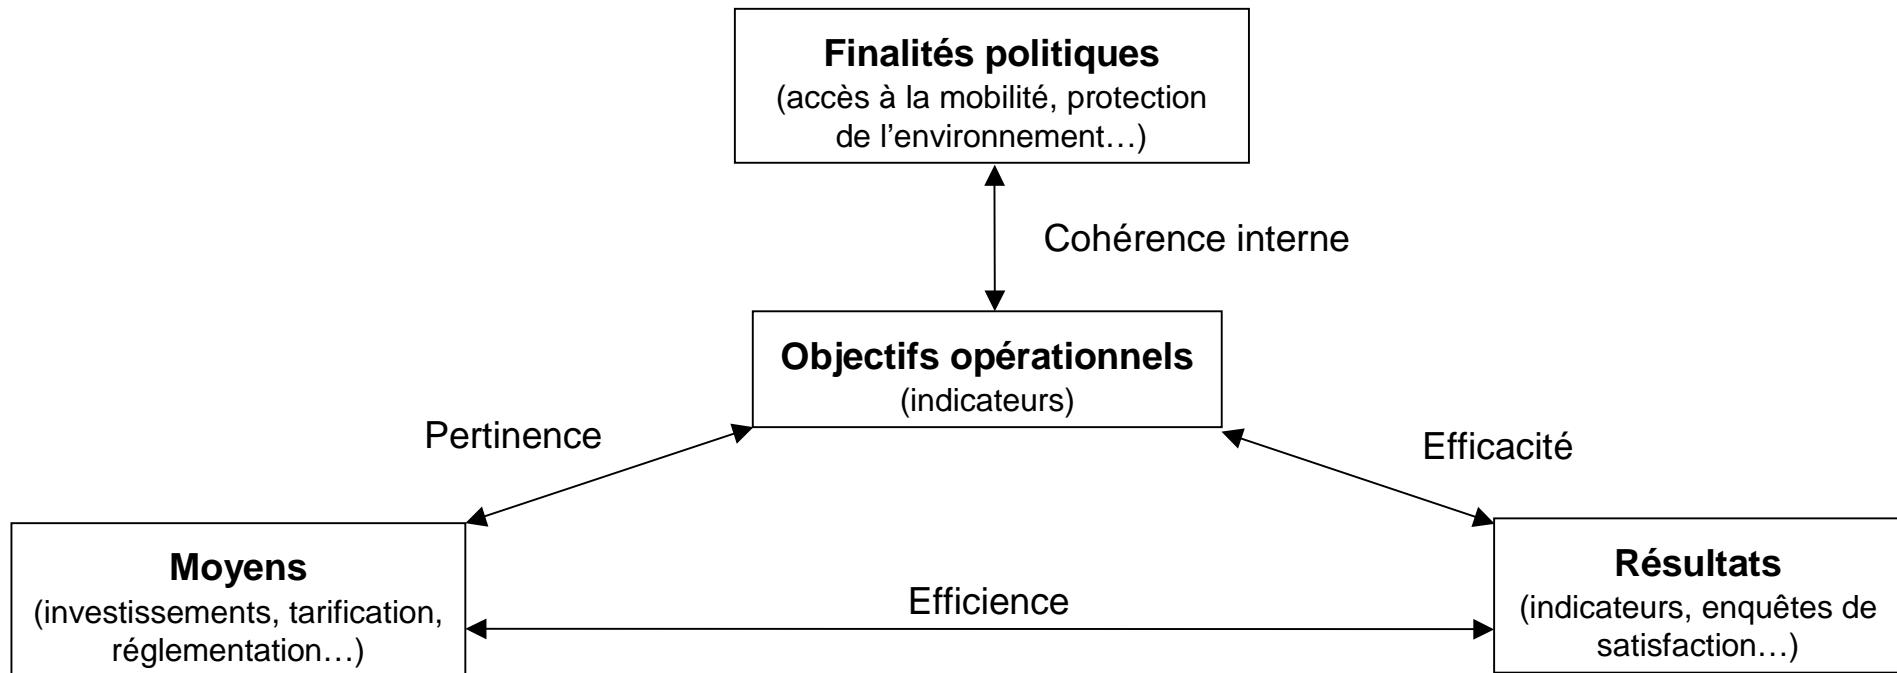 Finalités politiques
(accès à la mobilité, protection
de l’environnement…)
Cohérence interne
Objectifs opérationnels
(indicateurs)
Pertinence
Efficacité
Moyens
(investissements, tarification,
réglementation…)
Efficience
Résultats
(indicateurs, enquêtes de
satisfaction…)